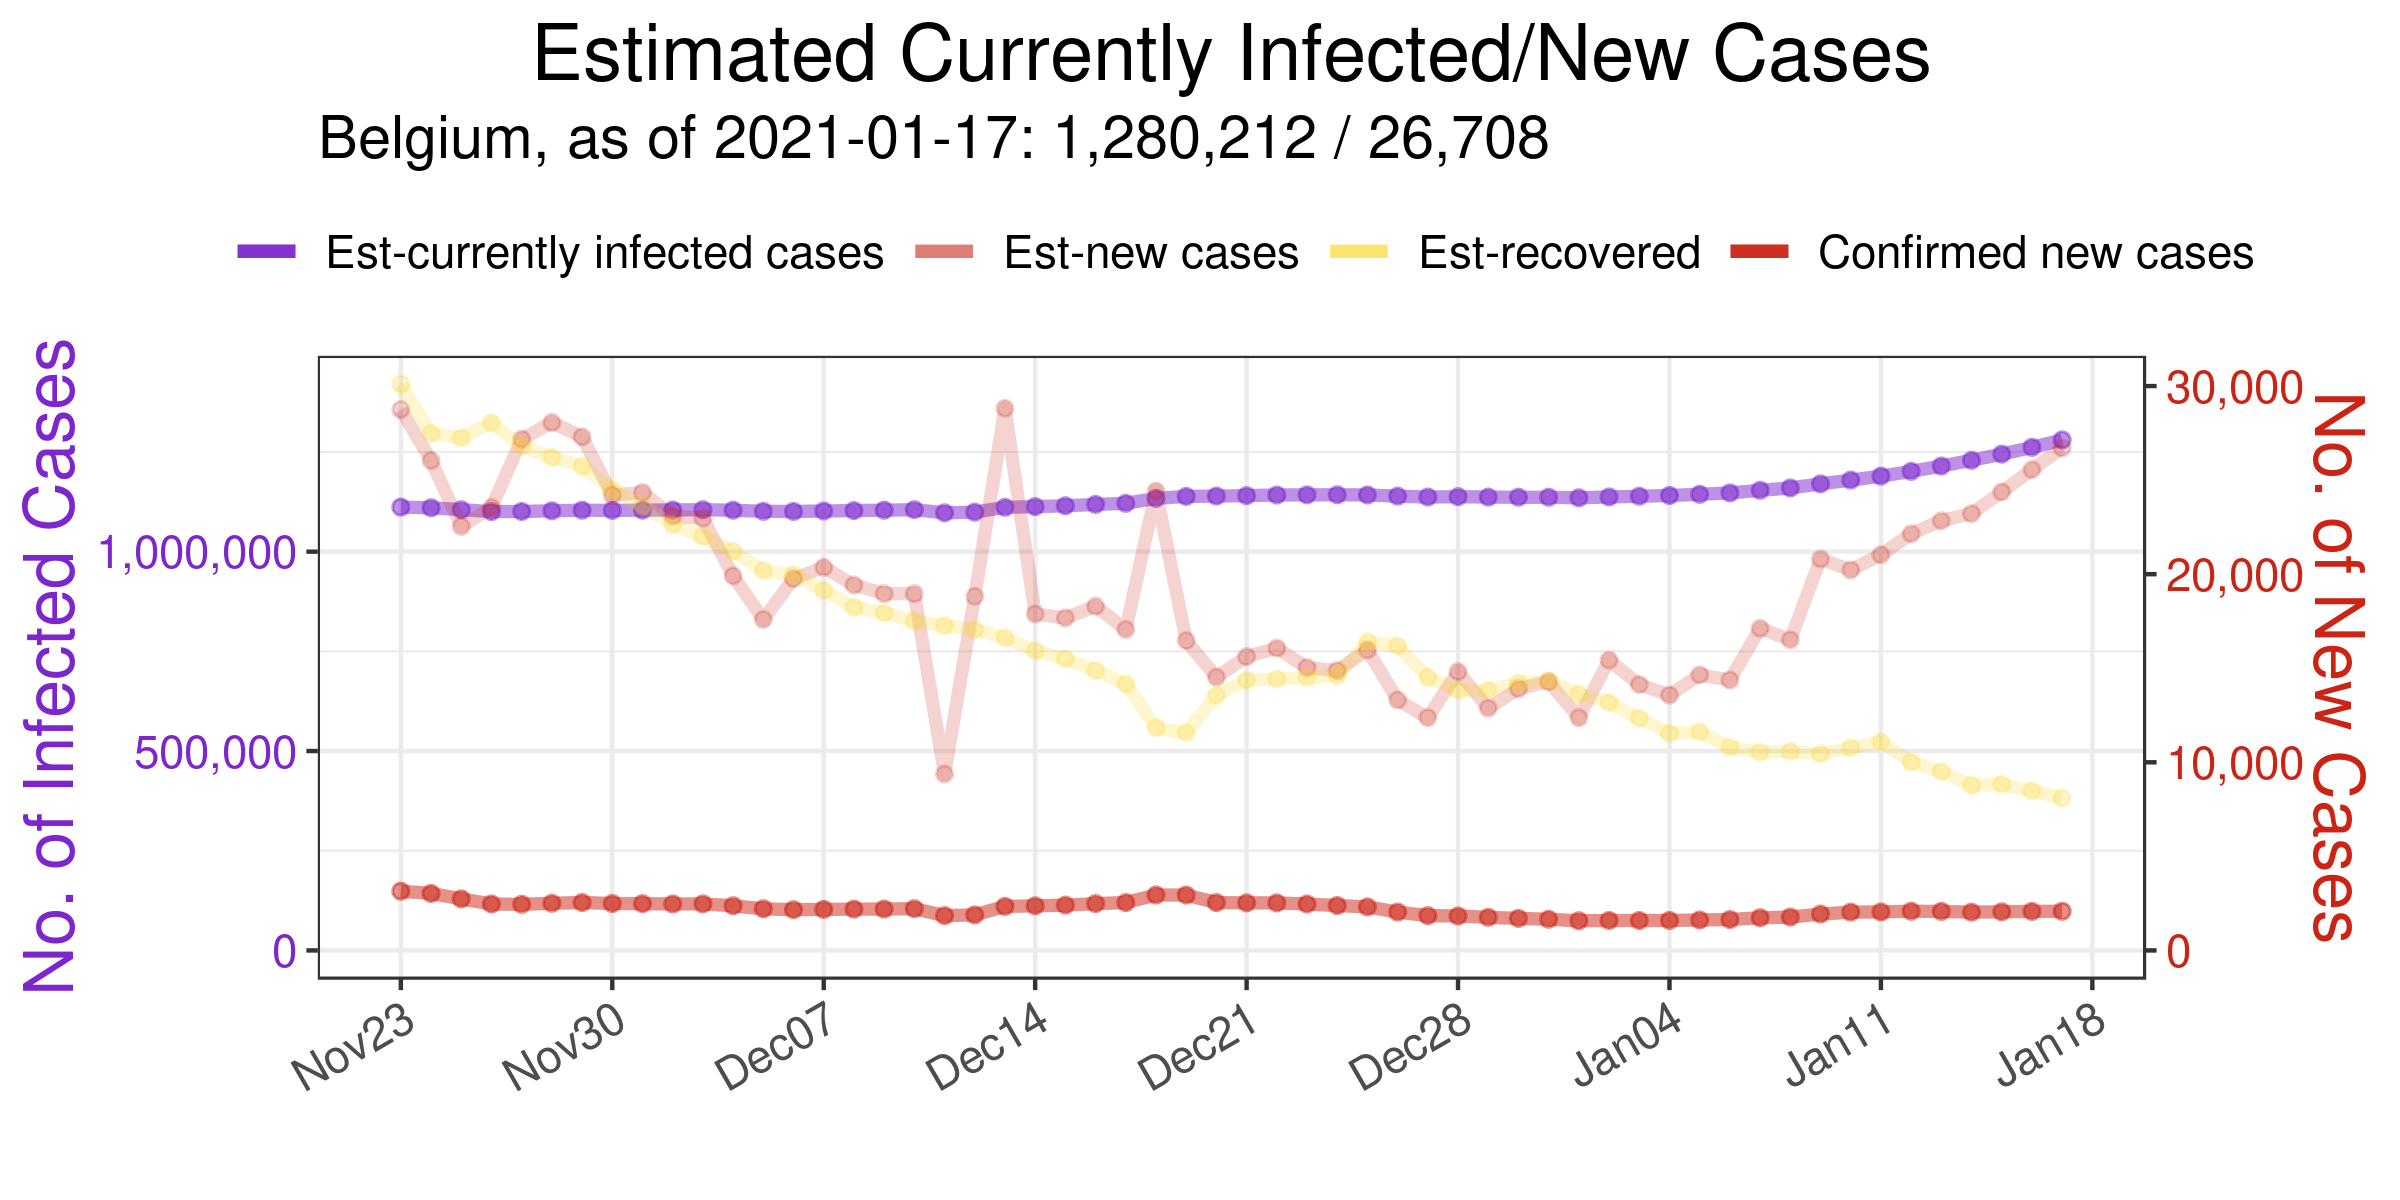 Estimated Currently Infected/New Cases
Belgium, as of 2021-01-17: 1,280,212 / 26,708
Est-currently infected cases Est-new cases Est-recovered Confirmed new cases
No. of Infected Cases
1,000,000
500,000
0
30,000
20,000
10,000
0
No. of New Cases
Nov23 Nov30 Dec07 Dec14 Dec21 Dec28 Jan04 Jan11 Jan18